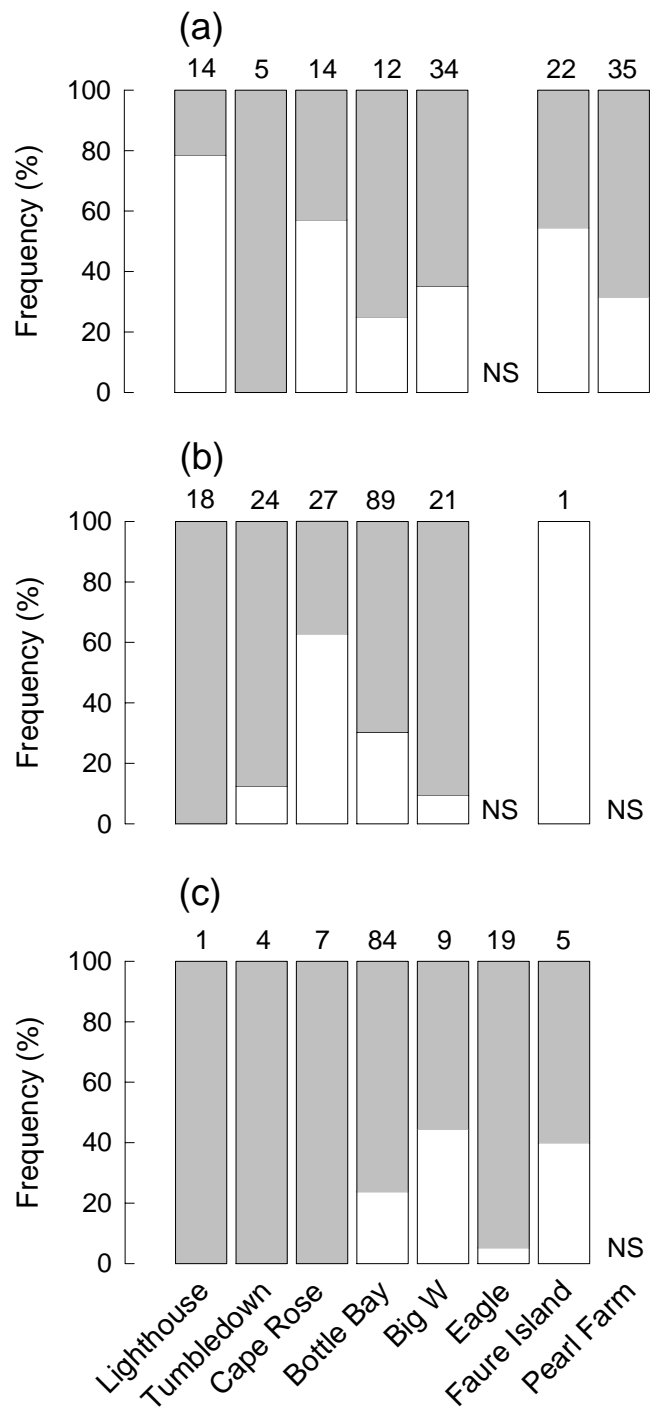 (a)
14 5 14 12 34 22 35
100
80
60
40
20
0
Frequency (%)
NS
(b)
18 24 27 89 21 1
100
80
60
40
20
0
Frequency (%)
NS NS
(c)
1 4 7 84 9 19 5
100
80
60
40
20
0
Frequency (%)
NS
Lighthouse
Tumbledown
Cape Rose
Bottle Bay
Big W
Eagle
Faure Island
Pearl Farm